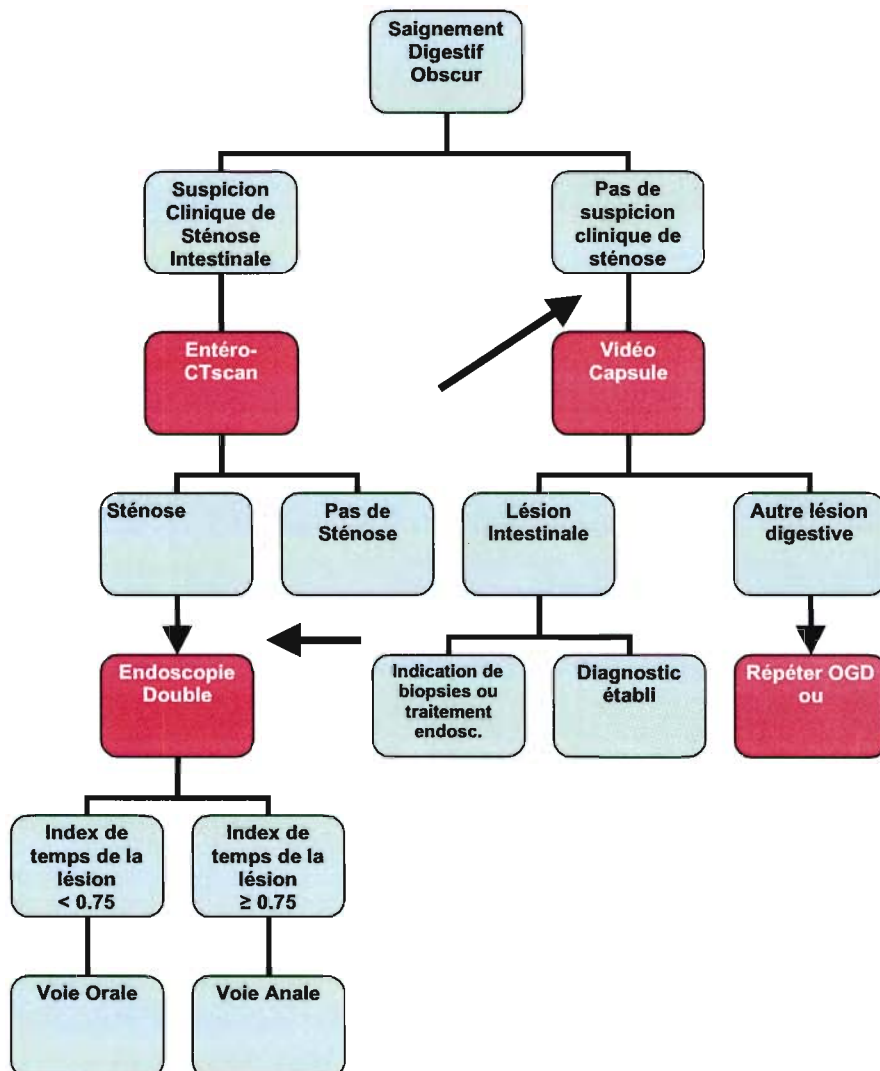 Saignement
Digestif
Obscur
Suspicion
Clinique de
Sténose
Intestinale
Pas de
suspicion
clinique de
sténose
Entéro-
CTscan
Vidéo
Capsule
Sténose
Pas de
Sténose
Lésion
Intestinale
Autre lésion
digestive
Endoscopie
Double
Indication de
biopsies ou
traitement
endosc.
Diagnostic
établi
Répéter OGD
ou
Index de
temps de la
lésion
< 0.75
Index de
temps de la
lésion
≥ 0.75
Voie Orale
Voie Anale